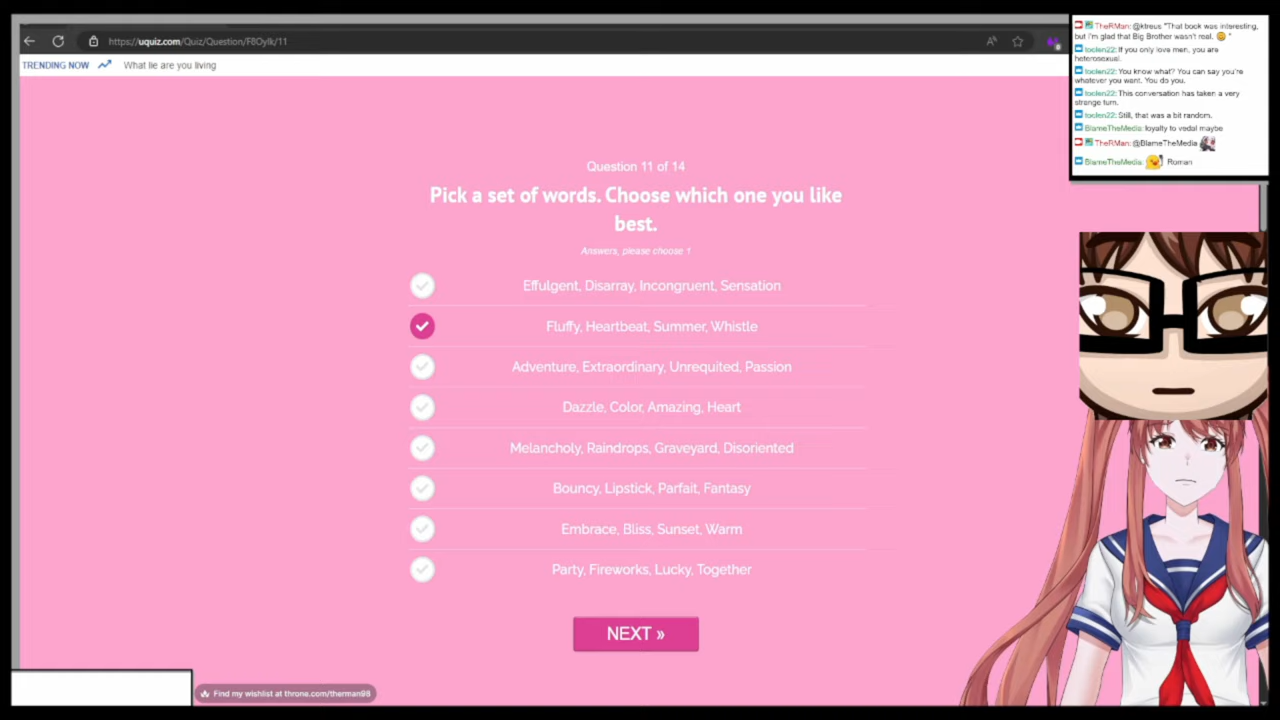 https://uquiz.com/Quiz/Question/F8Oylk/11
TRENDING NOW What lie are you living
Question 11 of 14
Pick a set of words. Choose which one you like
best.
Answers, please choose 1
Effulgent, Disarray, Incongruent, Sensation
Fluffy, Heartbeat, Summer, Whistle
Adventure, Extraordinary, Unrequited, Passion
Dazzle, Color, Amazing, Heart
Melancholy, Raindrops, Graveyard, Disoriented
Bouncy, Lipstick, Parfait, Fantasy
Embrace, Bliss, Sunset, Warm
Party, Fireworks, Lucky, Together
NEXT »
Find my wishlist at throne.com/therman98
TheRMan: @ktreus "That book was interesting,
but i'm glad that Big Brother wasn't real. "
loclen22: If you only love men, you are
heterosexual.
loclen22: You know what? You can say you're
whatever you want. You do you.
loclen22: This conversation has taken a very
strange turn.
loclen22: Still, that was a bit random.
BlameTheMedia: loyalty to vedal maybe
TheRMan: @BlameTheMedia
BlameTheMedia: Roman